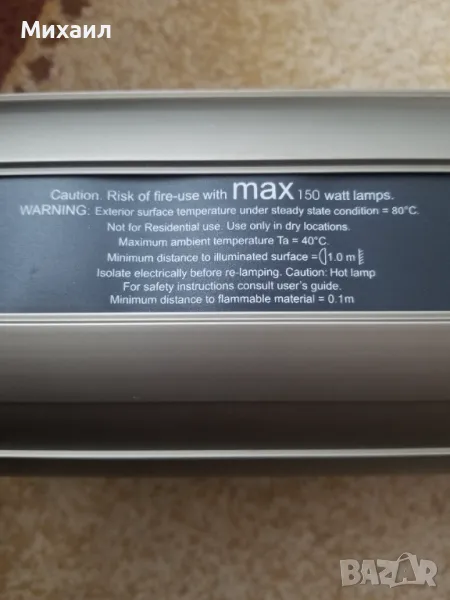 Михаил
Caution. Risk of fire-use with max 150 watt lamps.
WARNING: Exterior surface temperature under steady state condition = 80°C.
Not for Residential use. Use only in dry locations.
Maximum ambient temperature Ta = 40°C.
Minimum distance to illuminated surface = 1.0 m
Isolate electrically before re-lamping. Caution: Hot lamp
For safety instructions consult user's guide.
Minimum distance to flammable material = 0.1m
BAZAR